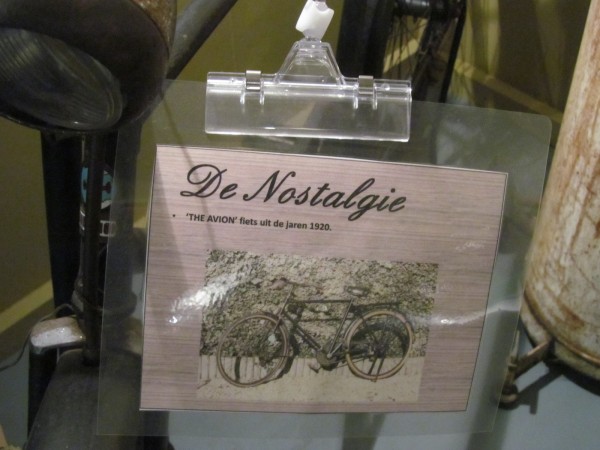 De Nostalgie
• 'THE AVION' fiets uit de jaren 1920.